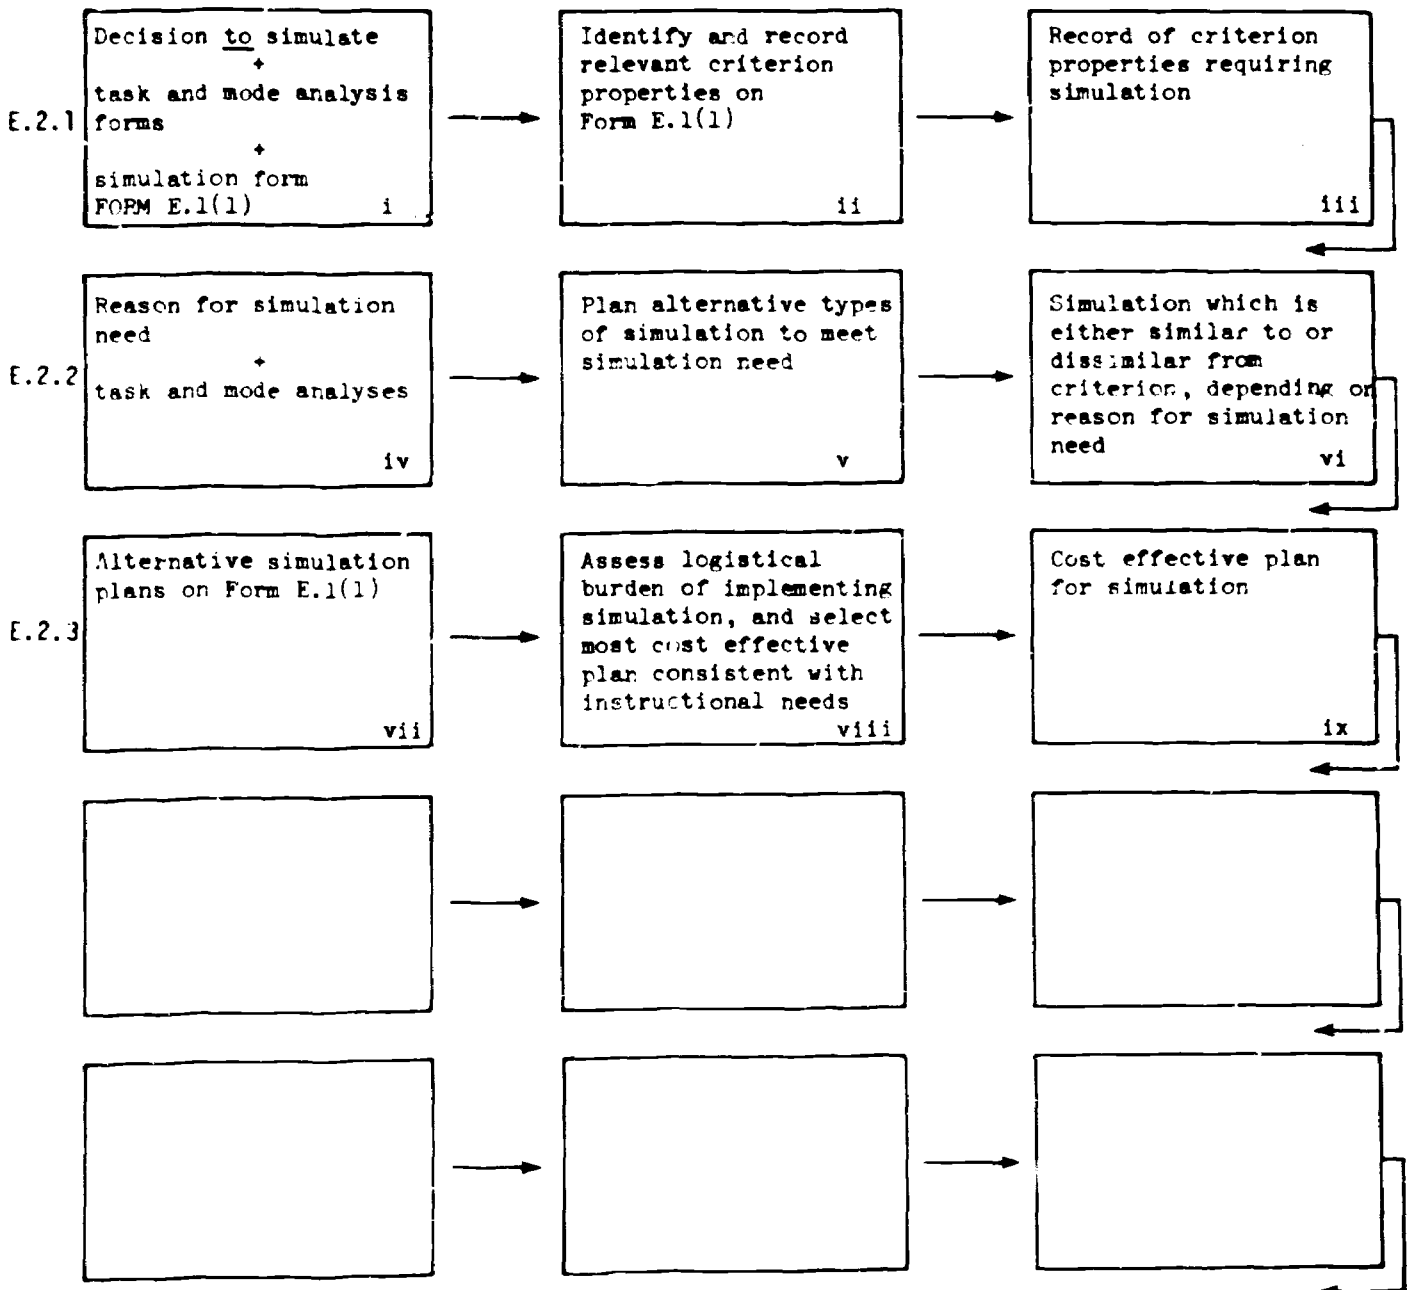 E.2.1
Decision to simulate
+
task and mode analysis
forms
+
simulation form
FORM E.1(1) i
Identify and record
relevant criterion
properties on
Form E.1(1)
ii
Record of criterion
properties requiring
simulation
iii
E.2.2
Reason for simulation
need
+
task and mode analyses
iv
Plan alternative types
of simulation to meet
simulation need
v
Simulation which is
either similar to or
dissimilar from
criterion, depending on
reason for simulation
need vi
E.2.3
Alternative simulation
plans on Form E.1(1)
vii
Assess logistical
burden of implementing
simulation, and select
most cost effective
plan consistent with
instructional needs
viii
Cost effective plan
for simulation
ix